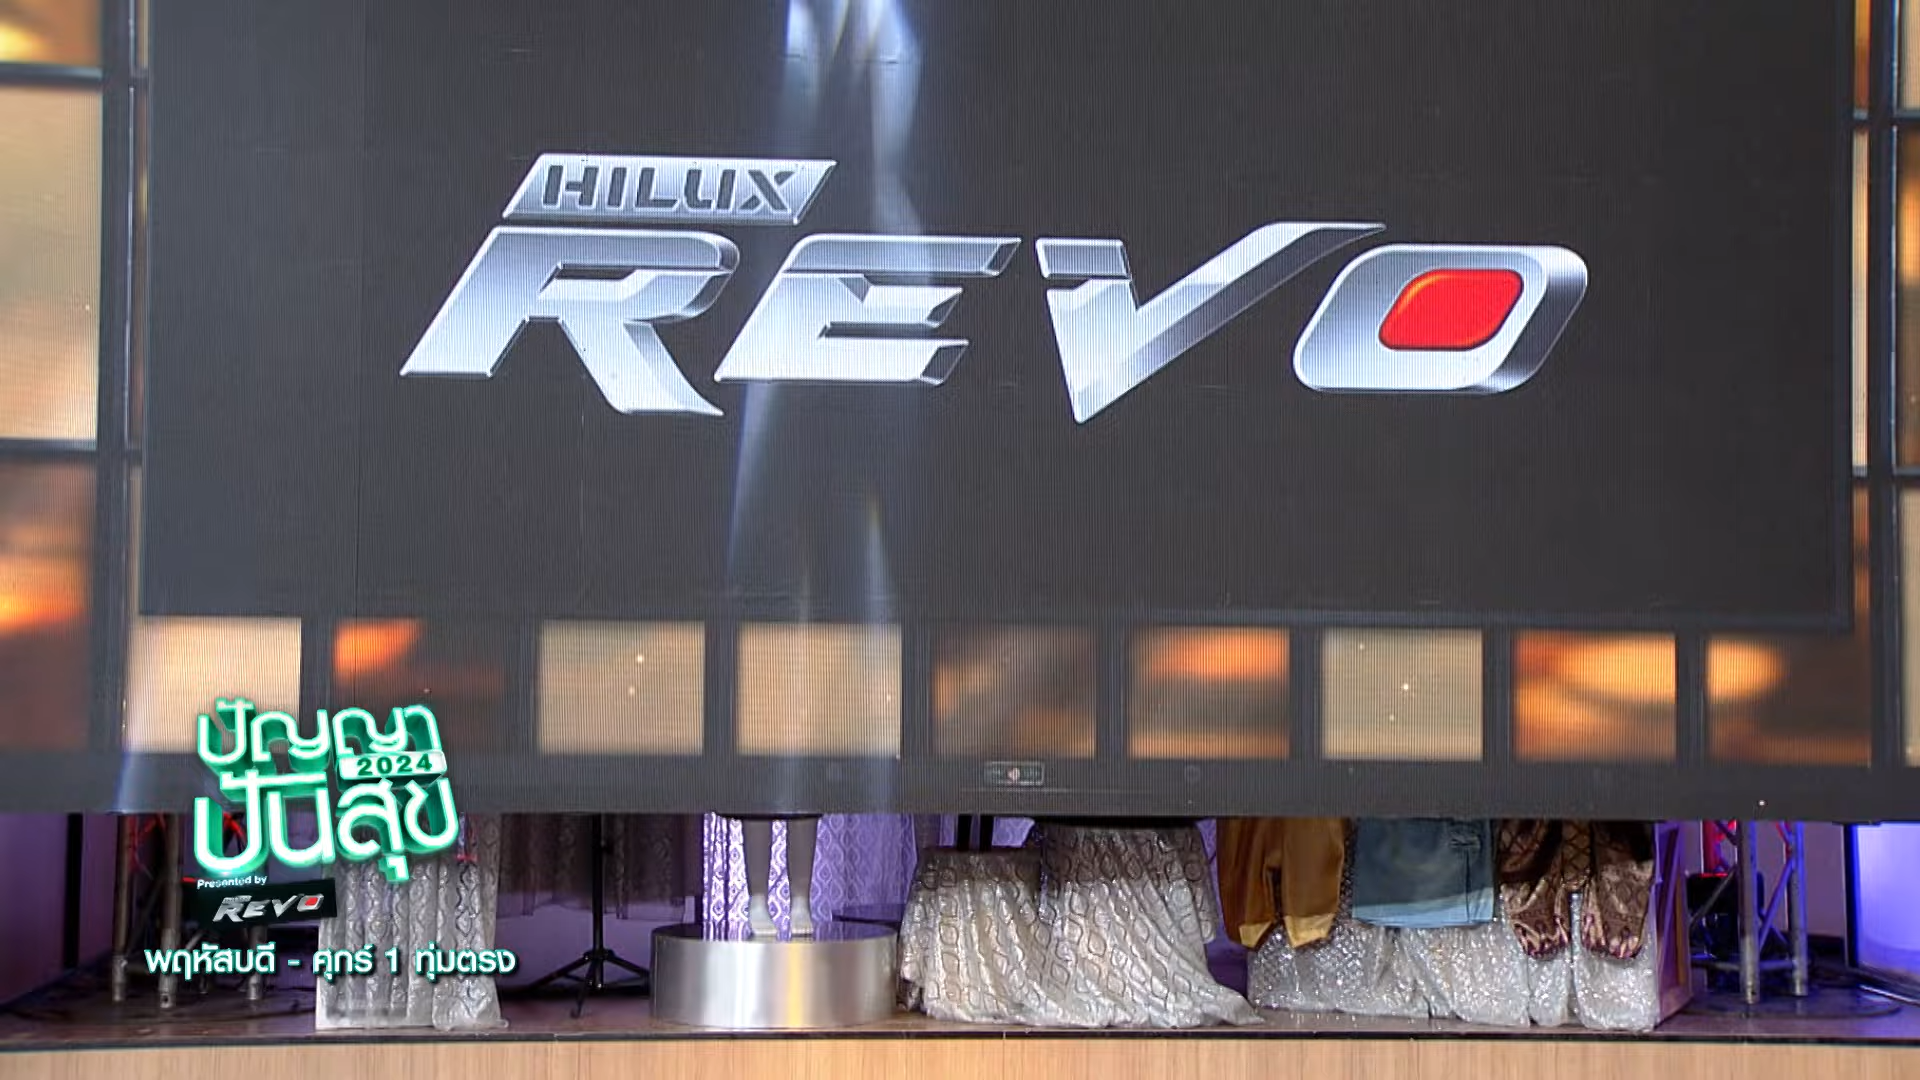 HILUX
REVO
ปัญญา
2024
ปันสุข
Presented by
REVO
พฤหัสบดี - ศุกร์ 1 ทุ่มตรง